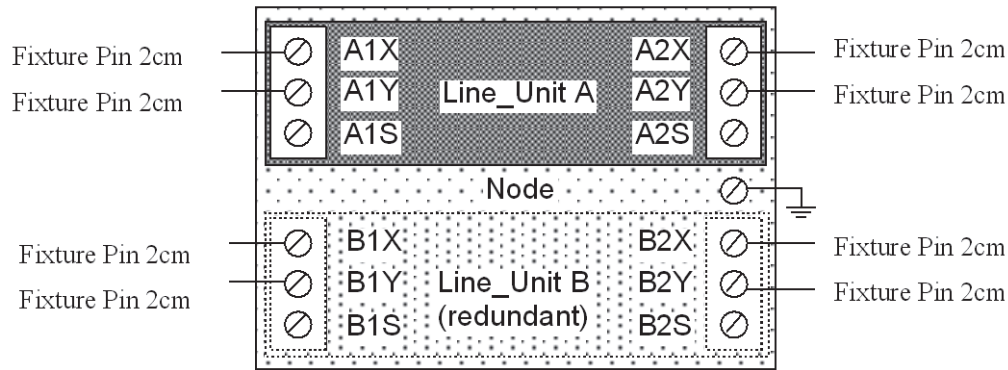 Fixture Pin 2cm A1X A2X Fixture Pin 2cm
Fixture Pin 2cm A1Y Line_Unit A A2Y Fixture Pin 2cm
A1S A2S
Node
Fixture Pin 2cm B1X B2X Fixture Pin 2cm
Fixture Pin 2cm B1Y Line_Unit B B2Y Fixture Pin 2cm
B1S (redundant) B2S